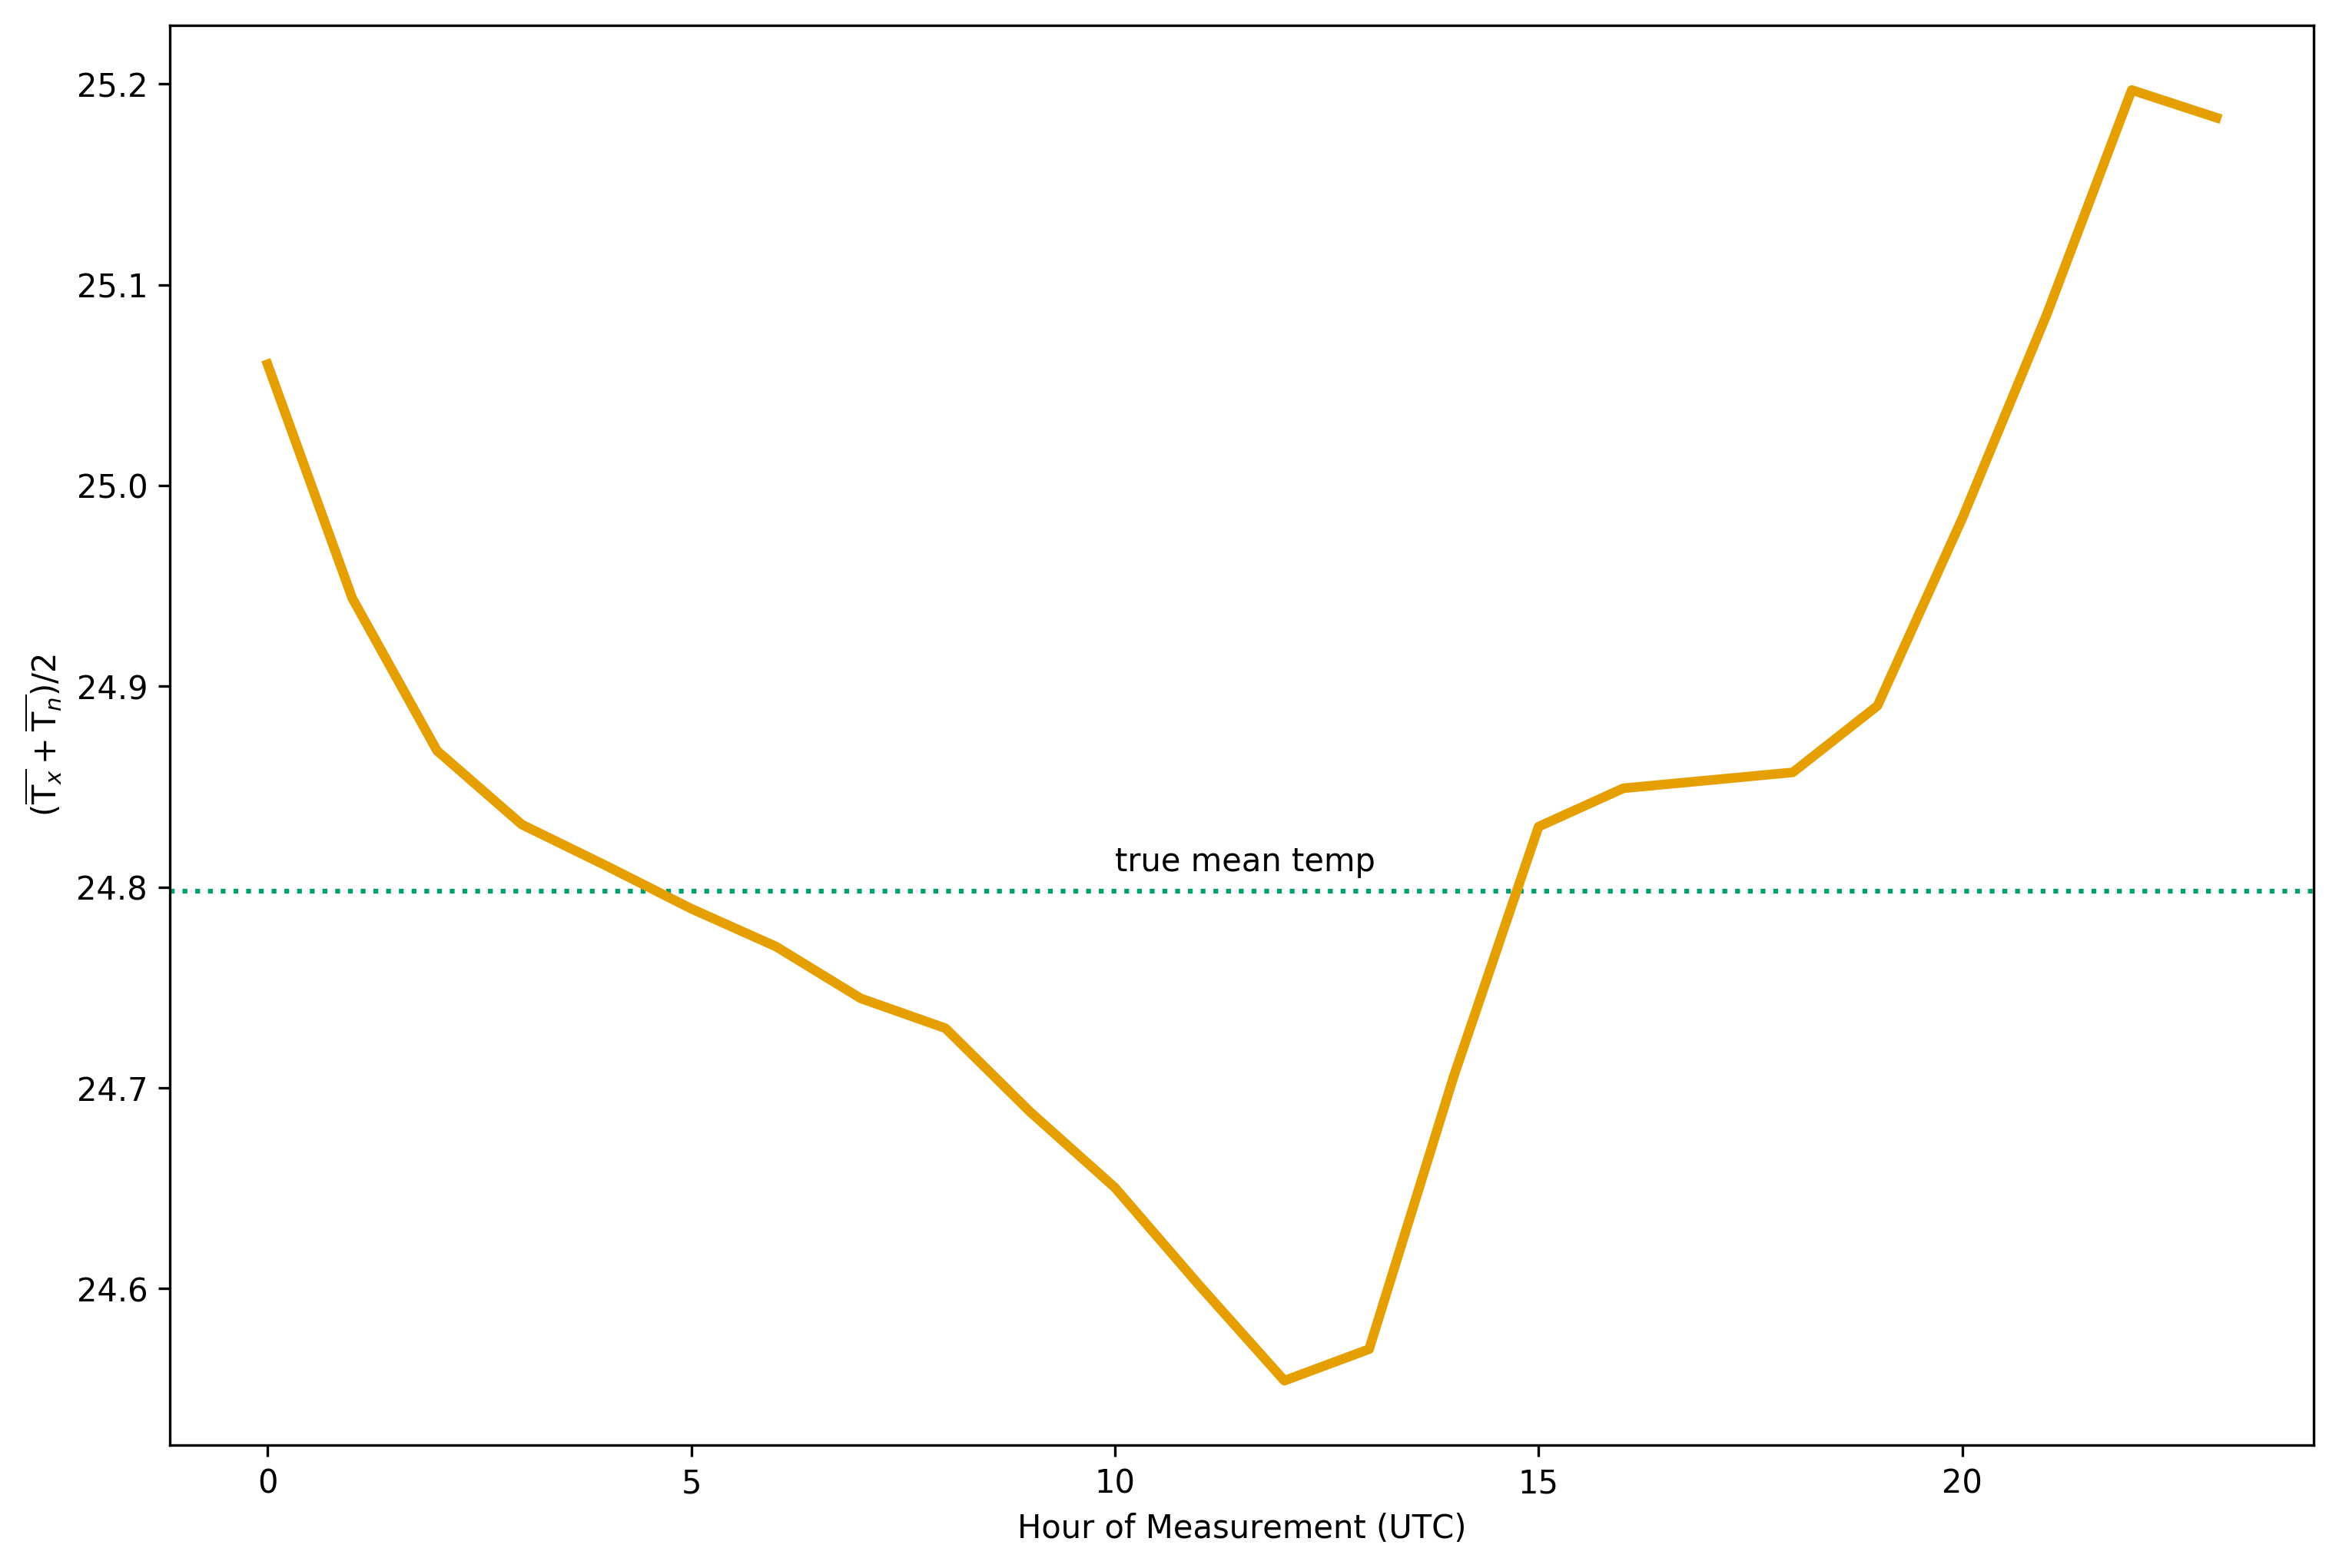 25.2
25.1
25.0
24.9
24.8
24.7
24.6
(T̅ₓ + T̅ₙ)/2
true mean temp
0 5 10 15 20
Hour of Measurement (UTC)